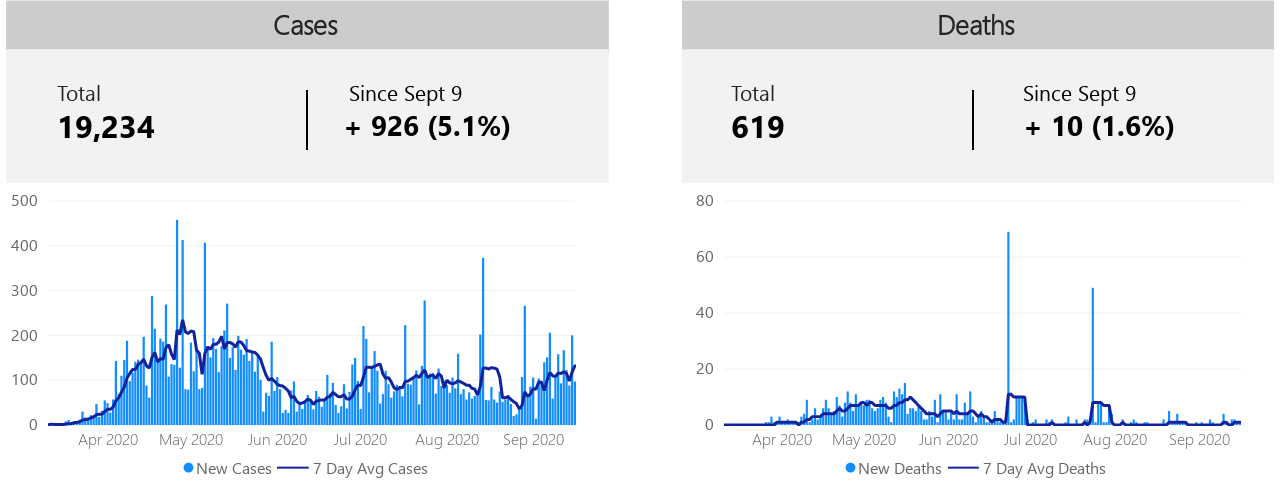 Cases
Total
19,234
Since Sept 9
+ 926 (5.1%)
500
400
300
200
100
0
Apr 2020 May 2020 Jun 2020 Jul 2020 Aug 2020 Sep 2020
New Cases 7 Day Avg Cases
Deaths
Total
619
Since Sept 9
+ 10 (1.6%)
80
60
40
20
0
Apr 2020 May 2020 Jun 2020 Jul 2020 Aug 2020 Sep 2020
New Deaths 7 Day Avg Deaths